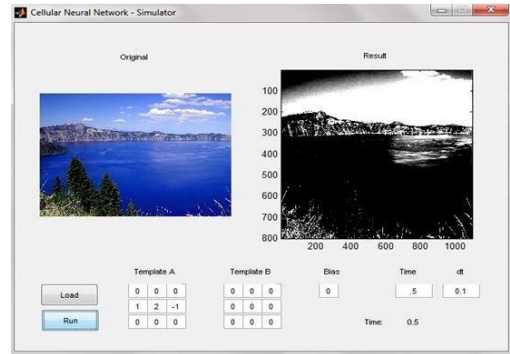 Cellular Neural Network - Simulator
Original
Result
100
200
300
400
500
600
700
800
200 400 600 800 1000
Template A
Template B
Bias
Time
dt
Load
Run
0 0 0
1 2 -1
0 0 0
0 0 0
0 0 0
0 0 0
0
.5
0.1
Time: 0.5